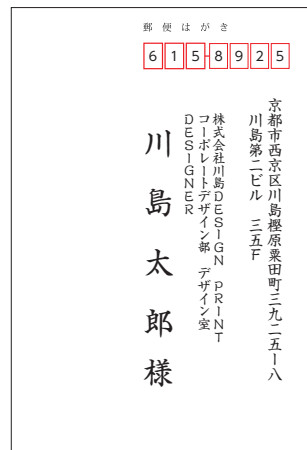 郵便はがき
615-8925
京都市西京区川島樫原粟田町三九二五ー八
川島第二ビル 三五F
株式会社川島DESIGN PRINT
コーポレートデザイン部 デザイン室
DESIGNER
川島太郎様